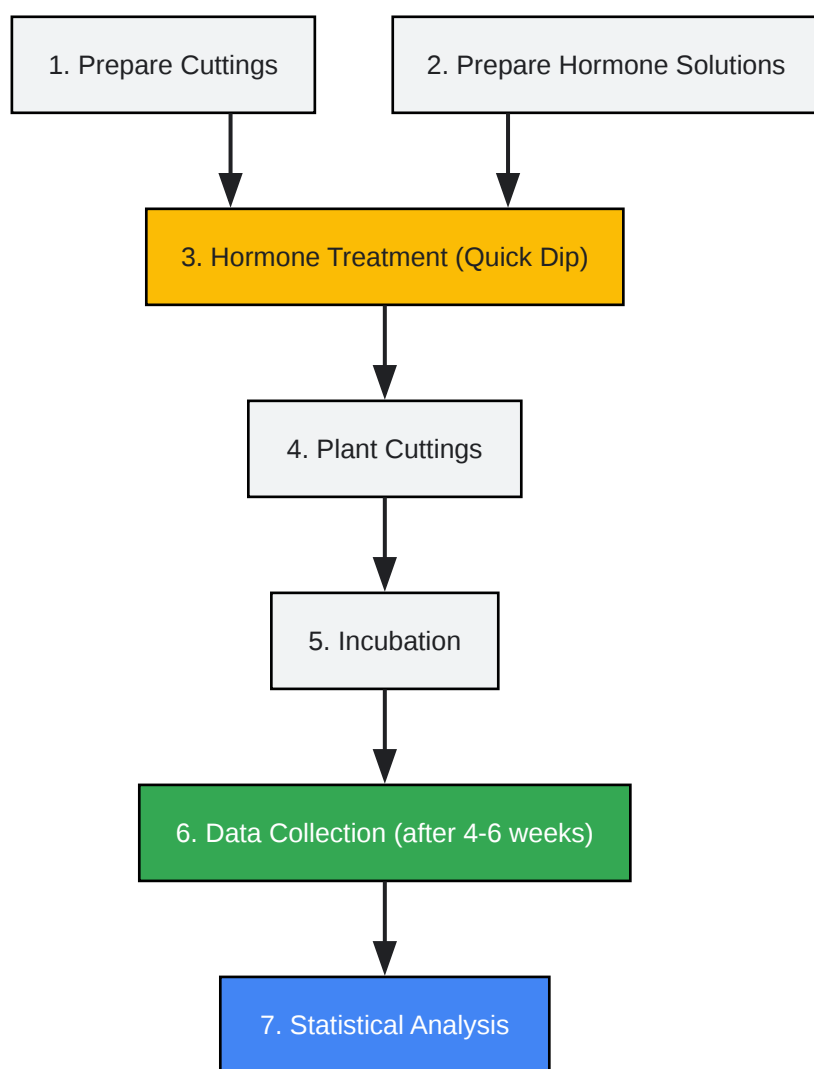 1. Prepare Cuttings
2. Prepare Hormone Solutions
3. Hormone Treatment (Quick Dip)
4. Plant Cuttings
5. Incubation
6. Data Collection (after 4-6 weeks)
7. Statistical Analysis